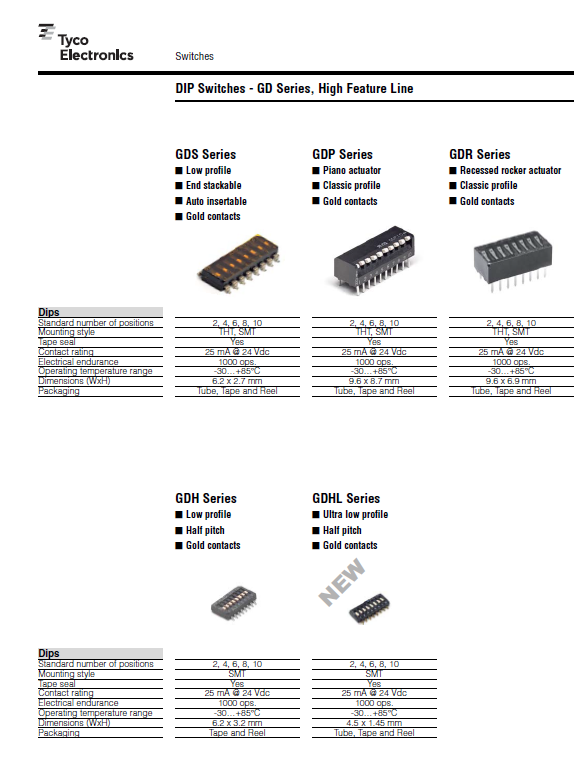 Tyco
Electronics
Switches
DIP Switches - GD Series, High Feature Line
GDS Series
Low profile
End stackable
Auto insertable
Gold contacts
GDP Series
Piano actuator
Classic profile
Gold contacts
GDR Series
Recessed rocker actuator
Classic profile
Gold contacts
Dips
Standard number of positions 2, 4, 6, 8, 10 2, 4, 6, 8, 10 2, 4, 6, 8, 10
Mounting style THT, SMT THT, SMT THT, SMT
Tape seal Yes Yes Yes
Contact rating 25 mA @ 24 Vdc 25 mA @ 24 Vdc 25 mA @ 24 Vdc
Electrical endurance 1000 ops. 1000 ops. 1000 ops.
Operating temperature range -30...+85°C -30...+85°C -30...+85°C
Dimensions (WxH) 6.2 x 2.7 mm 9.6 x 8.7 mm 9.6 x 6.9 mm
Packaging Tube, Tape and Reel Tube, Tape and Reel Tube, Tape and Reel
GDH Series
Low profile
Half pitch
Gold contacts
GDHL Series
Ultra low profile
Half pitch
Gold contacts
NEW
Dips
Standard number of positions 2, 4, 6, 8, 10 2, 4, 6, 8, 10
Mounting style SMT SMT
Tape seal Yes Yes
Contact rating 25 mA @ 24 Vdc 25 mA @ 24 Vdc
Electrical endurance 1000 ops. 1000 ops.
Operating temperature range -30...+85°C -30...+85°C
Dimensions (WxH) 6.2 x 3.2 mm 4.5 x 1.45 mm
Packaging Tape and Reel Tube, Tape and Reel